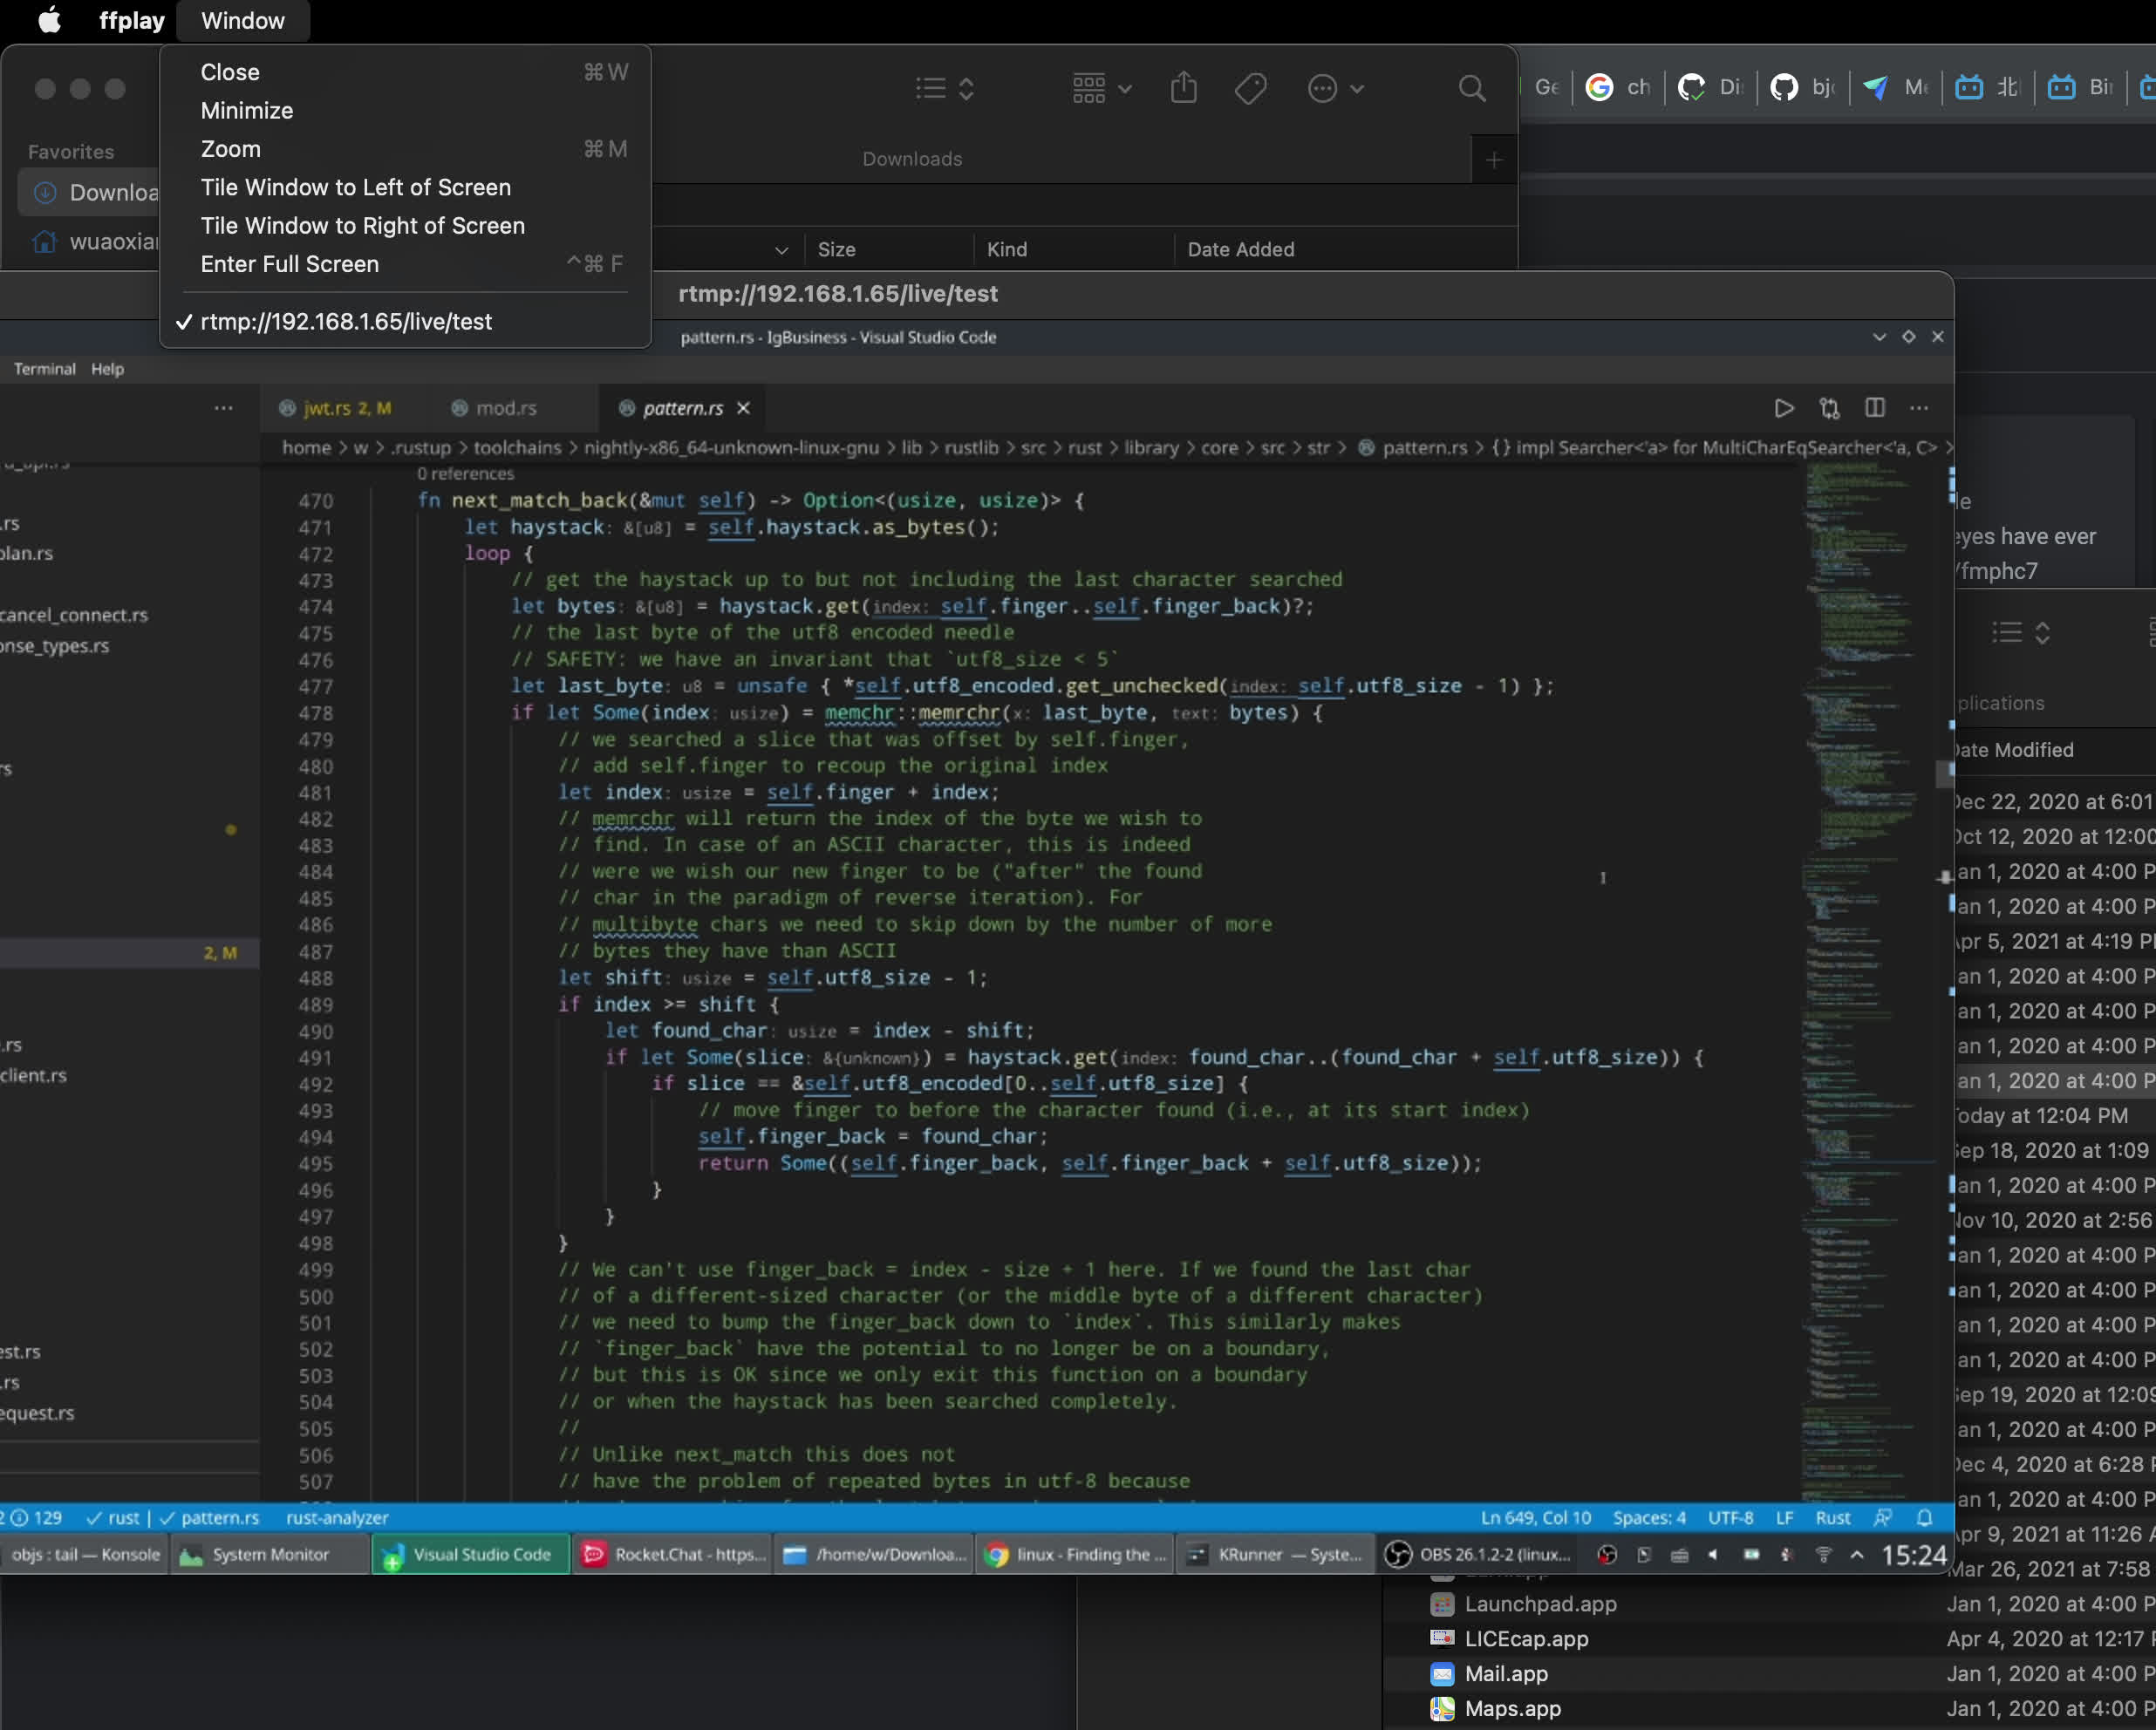 ffplay Window
Close ⌘W
Minimize
Zoom ⌘M
Tile Window to Left of Screen
Tile Window to Right of Screen
Enter Full Screen ^⌘F
✓ rtmp://192.168.1.65/live/test
Favorites
Downloads
Size Kind Date Added
ch
rtmp://192.168.1.65/live/test
pattern.rs - IgBusiness - Visual Studio Code
Terminal Help
jwt.rs 2, M mod.rs pattern.rs
home > w > .rustup > toolchains > nightly-x86_64-unknown-linux-gnu > lib > rustlib > src > rust > library > core > src > str > pattern.rs > {} impl Searcher<'a> for MultiCharEqSearcher<'a, C> >
0 references
470 fn next_match_back(&mut self) -> Option<(usize, usize)> {
471 let haystack: &[u8] = self.haystack.as_bytes();
472 loop {
473 // get the haystack up to but not including the last character searched
474 let bytes: &[u8] = haystack.get(index: self.finger..self.finger_back)?;
475 // the last byte of the utf8 encoded needle
476 // SAFETY: we have an invariant that `utf8_size < 5`
477 let last_byte: u8 = unsafe { *self.utf8_encoded.get_unchecked(index: self.utf8_size - 1) };
478 if let Some(index: usize) = memchr::memrchr(x: last_byte, text: bytes) {
479 // we searched a slice that was offset by self.finger,
480 // add self.finger to recoup the original index
481 let index: usize = self.finger + index;
482 // memrchr will return the index of the byte we wish to
483 // find. In case of an ASCII character, this is indeed
484 // were we wish our new finger to be ("after" the found
485 // char in the paradigm of reverse iteration). For
486 // multibyte chars we need to skip down by the number of more
487 // bytes they have than ASCII
488 let shift: usize = self.utf8_size - 1;
489 if index >= shift {
490 let found_char: usize = index - shift;
491 if let Some(slice: &{unknown}) = haystack.get(index: found_char..(found_char + self.utf8_size)) {
492 if slice == &self.utf8_encoded[0..self.utf8_size] {
493 // move finger to before the character found (i.e., at its start index)
494 self.finger_back = found_char;
495 return Some((self.finger_back, self.finger_back + self.utf8_size));
496 }
497 }
498 }
499 // We can't use finger_back = index - size + 1 here. If we found the last char
500 // of a different-sized character (or the middle byte of a different character)
501 // we need to bump the finger_back down to `index`. This similarly makes
502 // `finger_back` have the potential to no longer be on a boundary,
503 // but this is OK since we only exit this function on a boundary
504 // or when the haystack has been searched completely.
505 //
506 // Unlike next_match this does not
507 // have the problem of repeated bytes in utf-8 because
.rs
plan.rs
cancel_connect.rs
onse_types.rs
rs
2, M
.rs
client.rs
est.rs
.rs
equest.rs
129 ✓ rust | ✓ pattern.rs rust-analyzer Ln 649, Col 10 Spaces: 4 UTF-8 LF Rust
objs : tail — Konsole System Monitor Visual Studio Code Rocket.Chat - https... /home/w/Downloa... linux - Finding the ... KRunner — Syste... OBS 26.1.2-2 (linux... 15:24
eyes have ever
/fmphc7
plications
ate Modified
Dec 22, 2020 at 6:01
Oct 12, 2020 at 12:00
an 1, 2020 at 4:00 P
an 1, 2020 at 4:00 P
Apr 5, 2021 at 4:19 P
an 1, 2020 at 4:00 P
an 1, 2020 at 4:00 P
an 1, 2020 at 4:00 P
an 1, 2020 at 4:00 P
Today at 12:04 PM
Sep 18, 2020 at 1:09
an 1, 2020 at 4:00 P
Nov 10, 2020 at 2:56
an 1, 2020 at 4:00 P
an 1, 2020 at 4:00 P
an 1, 2020 at 4:00 P
an 1, 2020 at 4:00 P
Sep 19, 2020 at 12:09
an 1, 2020 at 4:00 P
Dec 4, 2020 at 6:28
an 1, 2020 at 4:00 P
Apr 9, 2021 at 11:26 A
Mar 26, 2021 at 7:58
Launchpad.app Jan 1, 2020 at 4:00 P
LICEcap.app Apr 4, 2020 at 12:17
Mail.app Jan 1, 2020 at 4:00 P
Maps.app Jan 1, 2020 at 4:00 P